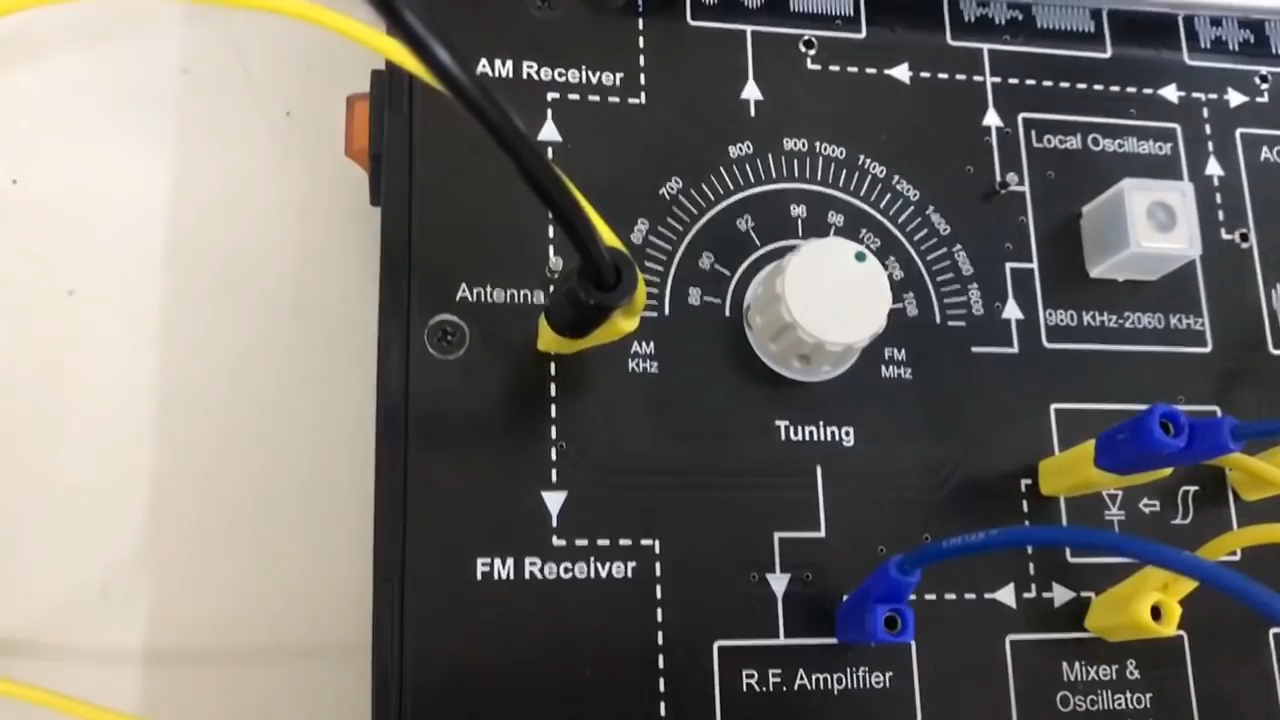 AM Receiver
800
900
1000
1100
1200
1400
1500
1600
700
600
Local Oscillator
AC
96
98
92
102
106
90
88
108
980 KHz-2060 KHz
Antenna
AM
KHz
FM
MHz
Tuning
FM Receiver
R.F. Amplifier
Mixer &
Oscillator